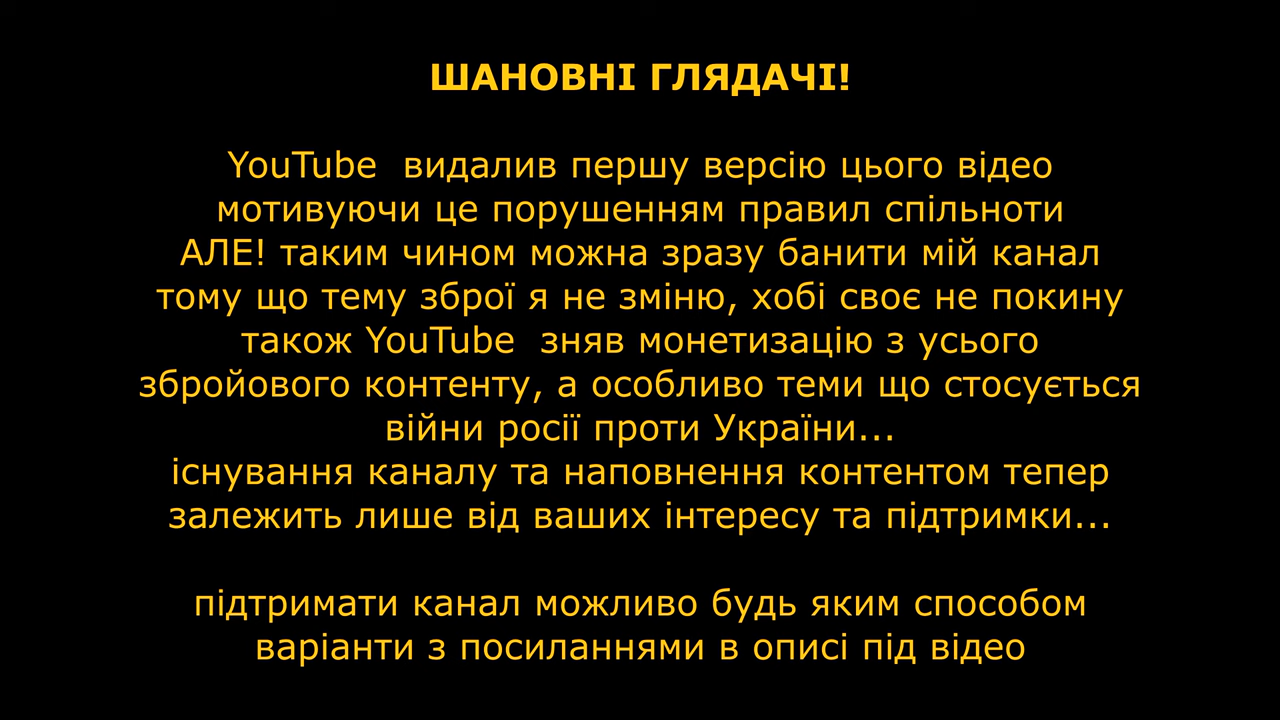 ШАНОВНІ ГЛЯДАЧІ!
YouTube видалив першу версію цього відео
мотивуючи це порушенням правил спільноти
АЛЕ! таким чином можна зразу банити мій канал
тому що тему зброї я не зміню, хобі своє не покину
також YouTube зняв монетизацію з усього
збройового контенту, а особливо теми що стосується
війни росії проти України...
існування каналу та наповнення контентом тепер
залежить лише від ваших інтересу та підтримки...
підтримати канал можливо будь яким способом
варіанти з посиланнями в описі під відео